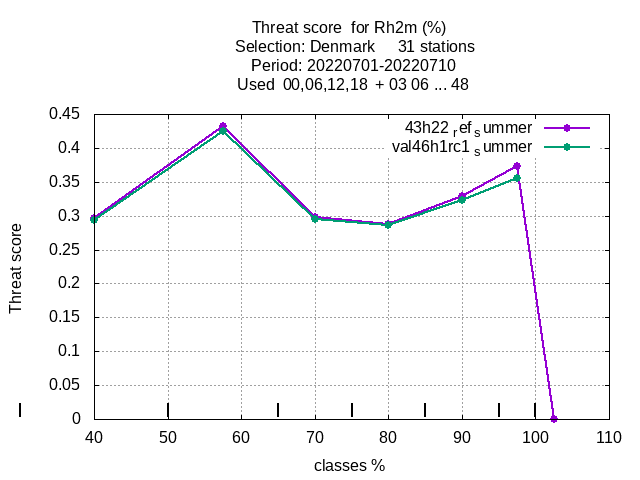 Threat score for Rh2m (%)
Selection: Denmark 31 stations
Period: 20220701-20220710
Used 00,06,12,18 + 03 06 ... 48
43h22 ref summer
val46h1rc1 summer
Threat score
0.45
0.4
0.35
0.3
0.25
0.2
0.15
0.1
0.05
0
40 50 60 70 80 90 100 110
classes %